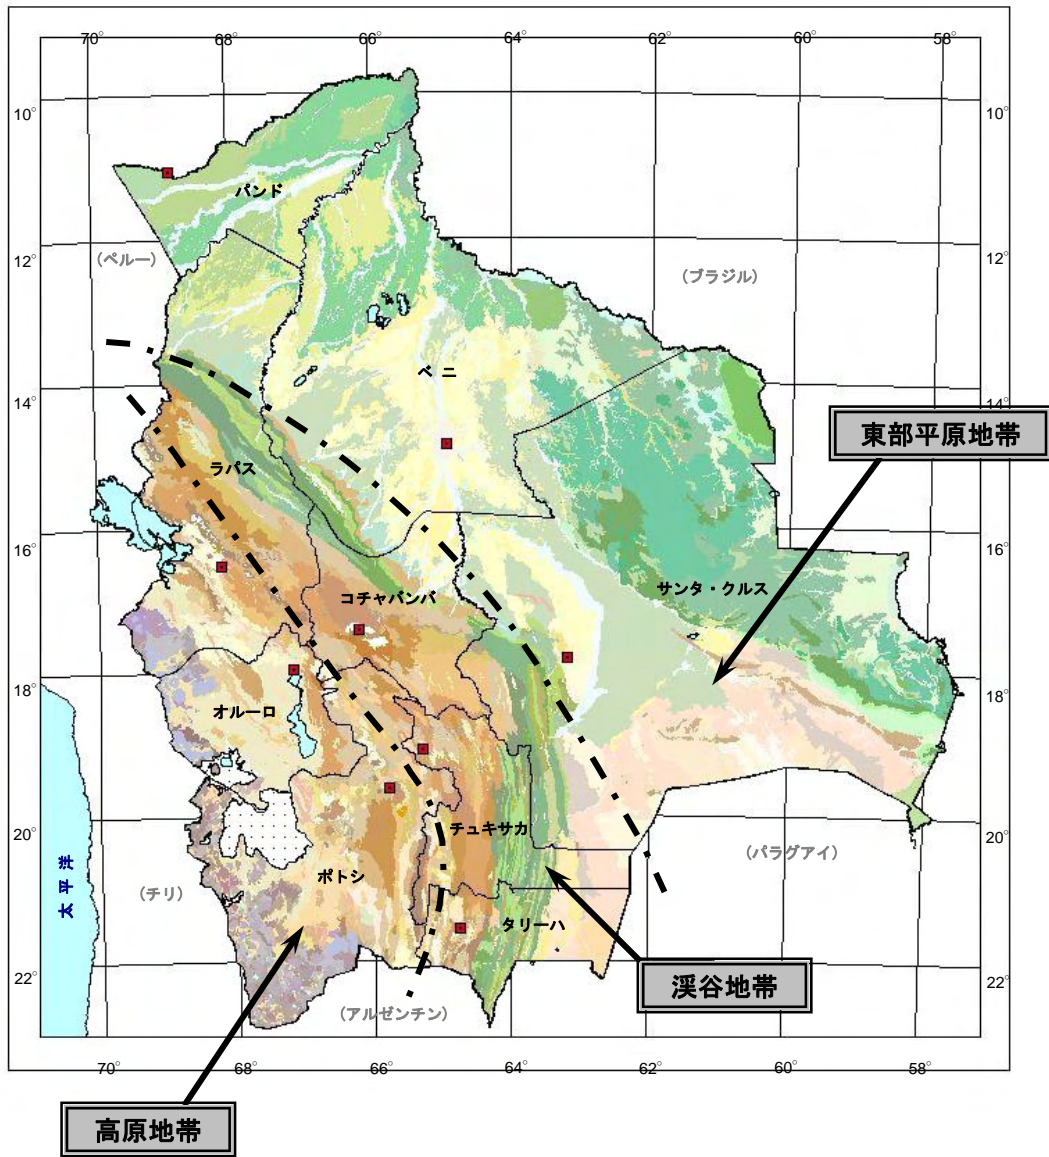 70° 68° 66° 64° 62° 60° 58°
10° 10°
パンド
12° 12°
(ペルー)
(ブラジル)
ベニ
14° 14°
東部平原地帯
ラパス
16° 16°
サンタ・クルス
コチャバンバ
18° 18°
オルーロ
20° 20°
チュキサカ
(パラグアイ)
ポトシ
太平洋
(チリ)
タリーハ
22° 22°
渓谷地帯
(アルゼンチン)
70° 68° 66° 64° 62° 60° 58°
高原地帯